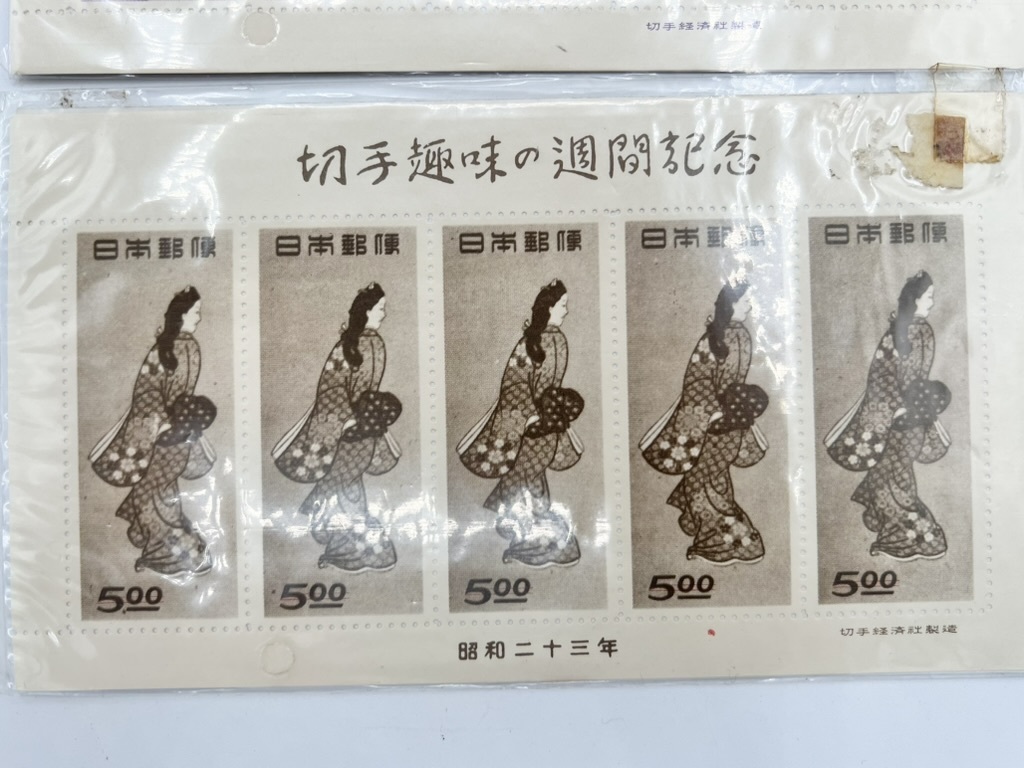 切手経済社製造
切手趣味の週間記念
日本郵便 日本郵便 日本郵便 日本郵便 日本郵便
5.00 5.00 5.00 5.00 5.00
切手経済社製造
昭和二十三年